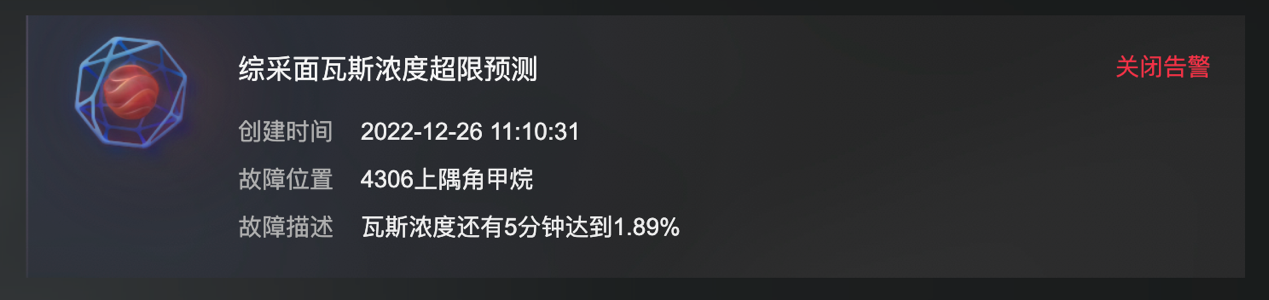 综采面瓦斯浓度超限预测
关闭告警
创建时间 2022-12-26 11:10:31
故障位置 4306上隅角甲烷
故障描述 瓦斯浓度还有5分钟达到1.89%